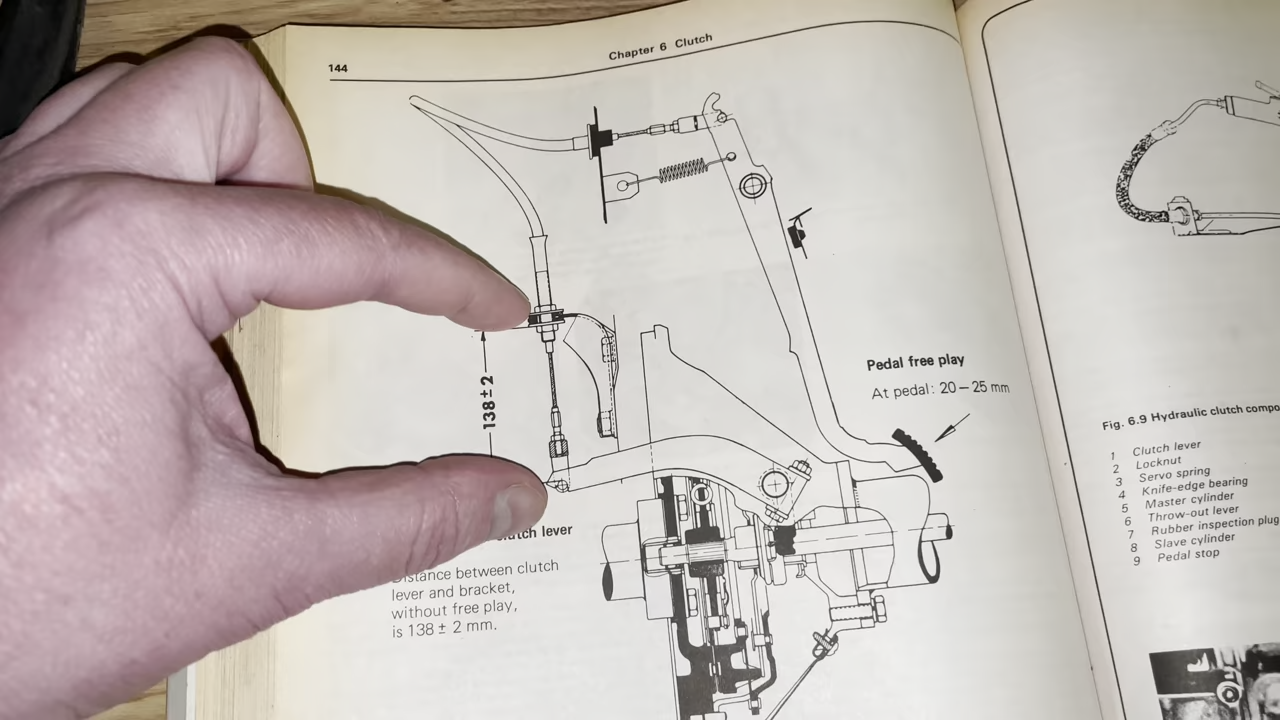 144
Chapter 6 Clutch
138±2
Pedal free play
At pedal: 20–25 mm
clutch lever
Distance between clutch
lever and bracket,
without free play,
is 138 ± 2 mm.
Fig. 6.9 Hydraulic clutch
1 Clutch lever
2 Locknut
3 Servo spring
4 Knife-edge bearing
5 Master cylinder
6 Throw-out lever
7 Rubber inspection plug
8 Slave cylinder
9 Pedal stop